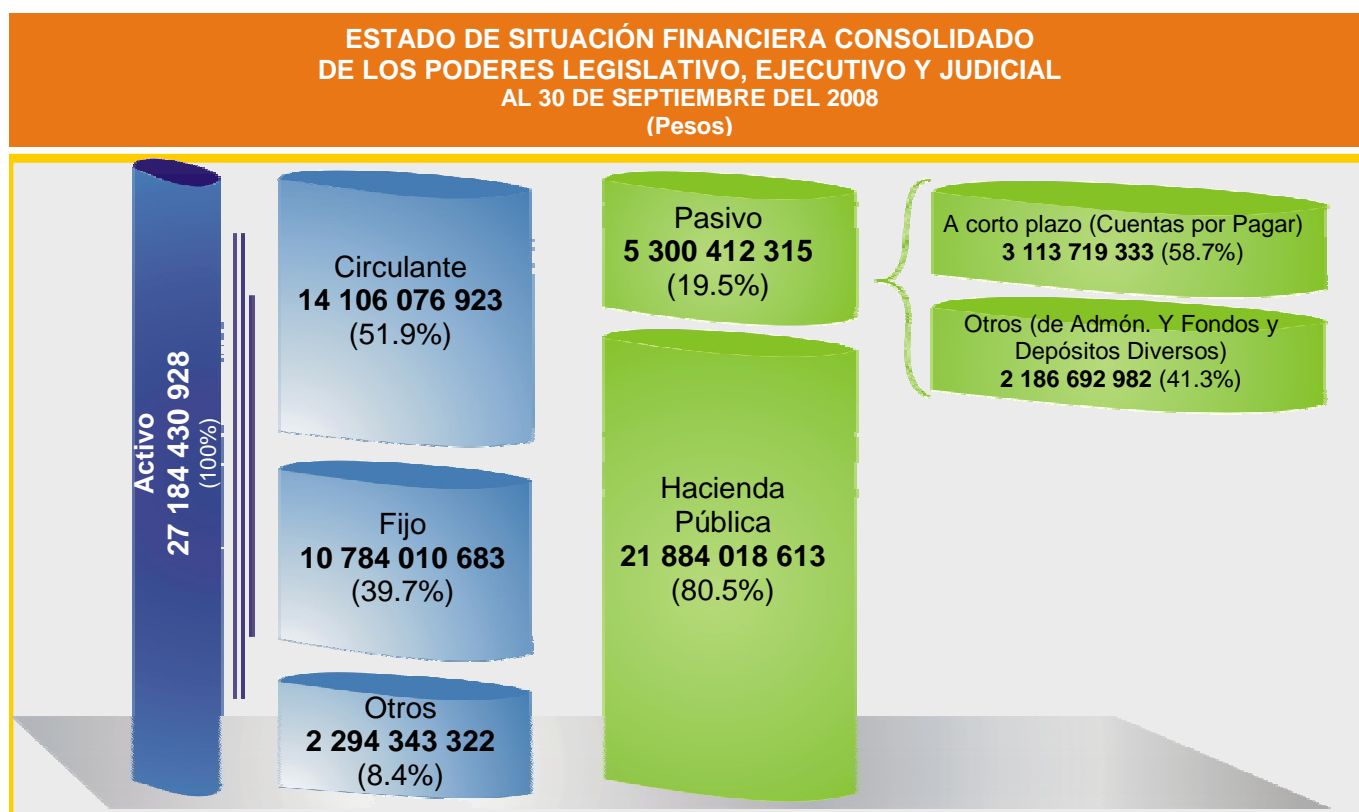 ESTADO DE SITUACIÓN FINANCIERA CONSOLIDADO
DE LOS PODERES LEGISLATIVO, EJECUTIVO Y JUDICIAL
AL 30 DE SEPTIEMBRE DEL 2008
(Pesos)
Activo
27 184 430 928
(100%)
Circulante
14 106 076 923
(51.9%)
Fijo
10 784 010 683
(39.7%)
Otros
2 294 343 322
(8.4%)
Pasivo
5 300 412 315
(19.5%)
Hacienda
Pública
21 884 018 613
(80.5%)
A corto plazo (Cuentas por Pagar)
3 113 719 333 (58.7%)
Otros (de Admón. Y Fondos y
Depósitos Diversos)
2 186 692 982 (41.3%)